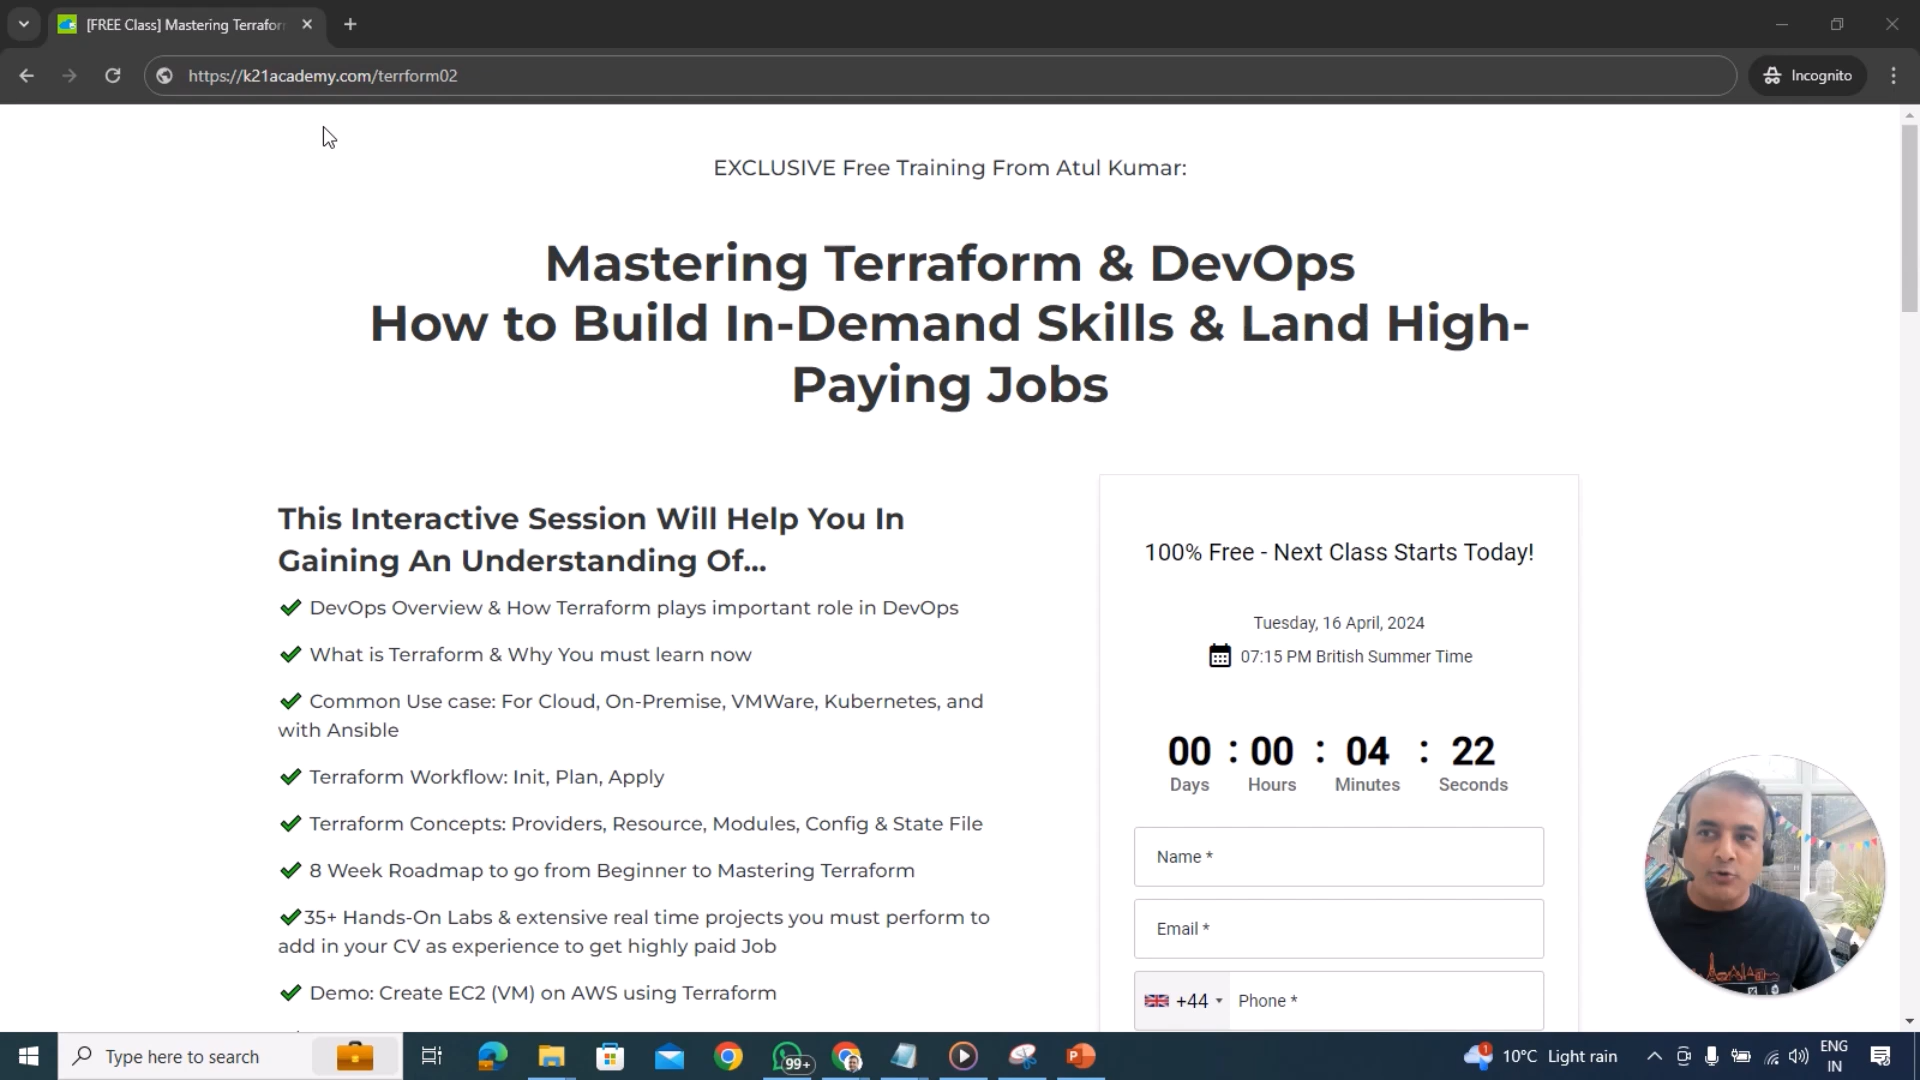 [FREE Class] Mastering Terrafor
https://k21academy.com/terrform02
Incognito
EXCLUSIVE Free Training From Atul Kumar:
Mastering Terraform & DevOps
How to Build In-Demand Skills & Land High-
Paying Jobs
This Interactive Session Will Help You In
Gaining An Understanding Of...
DevOps Overview & How Terraform plays important role in DevOps
What is Terraform & Why You must learn now
Common Use case: For Cloud, On-Premise, VMWare, Kubernetes, and
with Ansible
Terraform Workflow: Init, Plan, Apply
Terraform Concepts: Providers, Resource, Modules, Config & State File
8 Week Roadmap to go from Beginner to Mastering Terraform
35+ Hands-On Labs & extensive real time projects you must perform to
add in your CV as experience to get highly paid Job
Demo: Create EC2 (VM) on AWS using Terraform
100% Free - Next Class Starts Today!
Tuesday, 16 April, 2024
07:15 PM British Summer Time
00 : 00 : 04 : 22
Days Hours Minutes Seconds
Name *
Email *
+44 Phone *
Type here to search
99+
1
10°C Light rain
ENG
IN